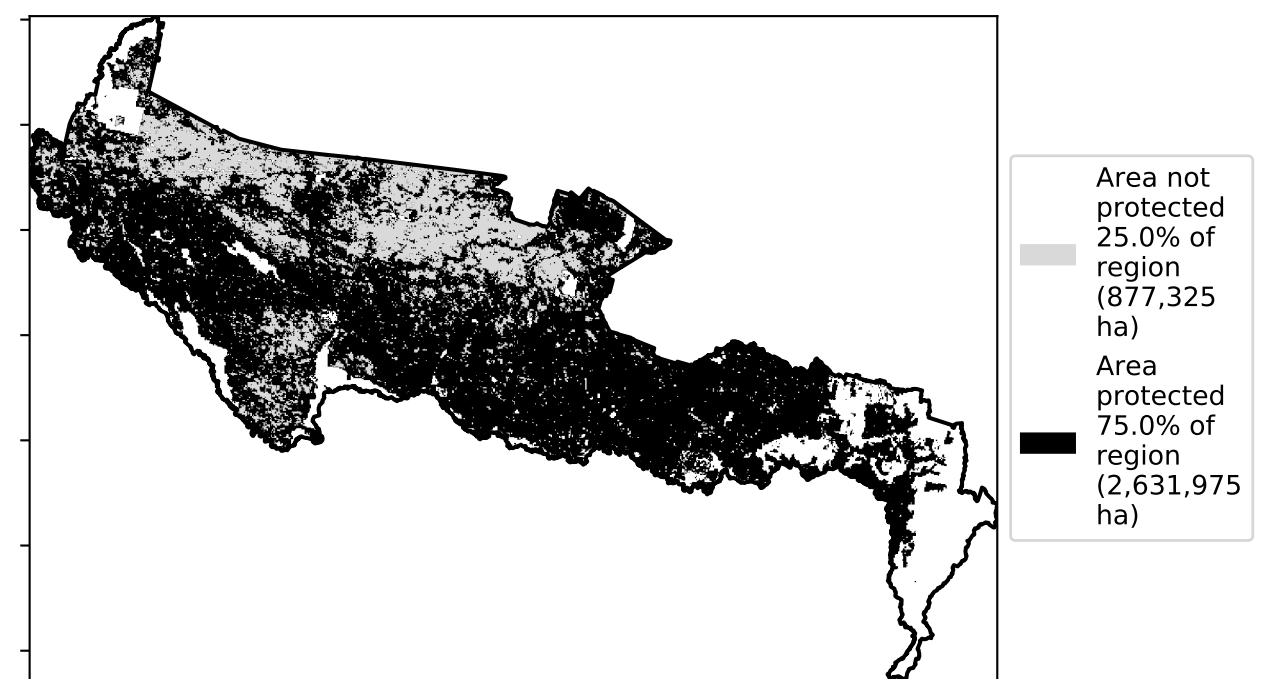 Area not
protected
25.0% of
region
(877,325
ha)
Area
protected
75.0% of
region
(2,631,975
ha)